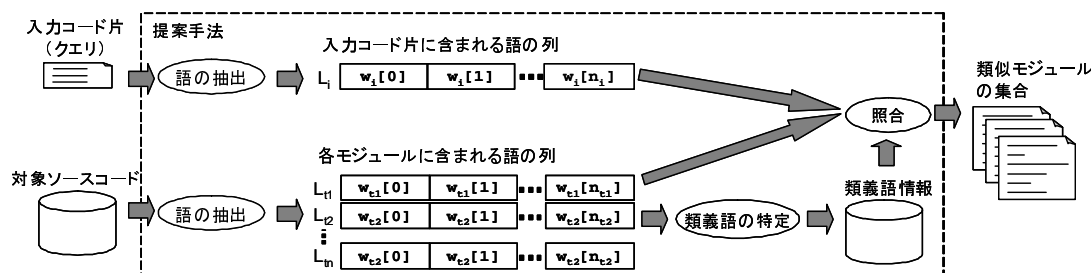 入力コード片
(クエリ)
提案手法
語の抽出
入力コード片に含まれる語の列
Li wi[0] wi[1] ■■■ wi[ni]
照合
類似モジュール
の集合
対象ソースコード
語の抽出
各モジュールに含まれる語の列
Lt1 wt1[0] wt1[1] ■■■ wt1[nt1]
Lt2 wt2[0] wt2[1] ■■■ wt2[nt2]
Ltn wt2[0] wt2[1] ■■■ wt2[nt2]
類義語の特定
類義語情報